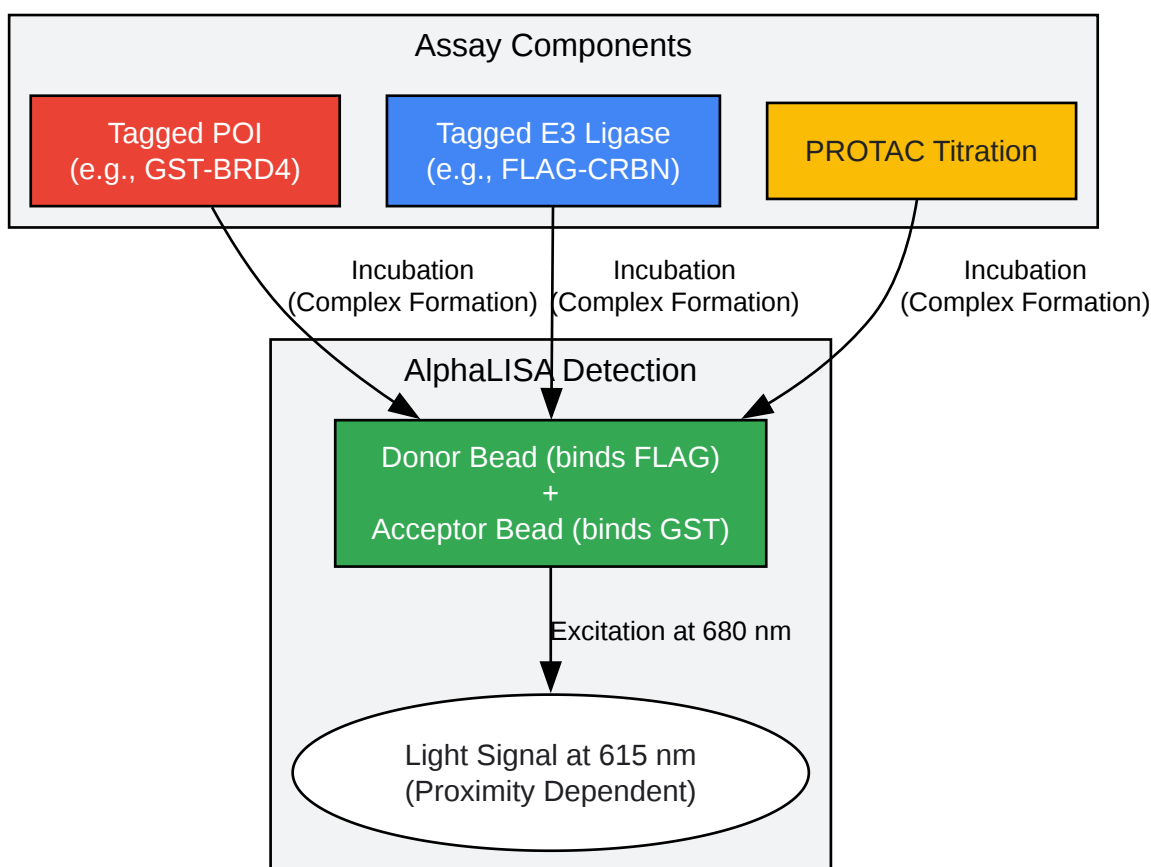 Assay Components
Tagged POI
(e.g., GST-BRD4)
Tagged E3 Ligase
(e.g., FLAG-CRBN)
PROTAC Titration
Incubation
(Complex Formation)
Incubation
(Complex Formation)
Incubation
(Complex Formation)
AlphaLISA Detection
Donor Bead (binds FLAG)
+
Acceptor Bead (binds GST)
Excitation at 680 nm
Light Signal at 615 nm
(Proximity Dependent)